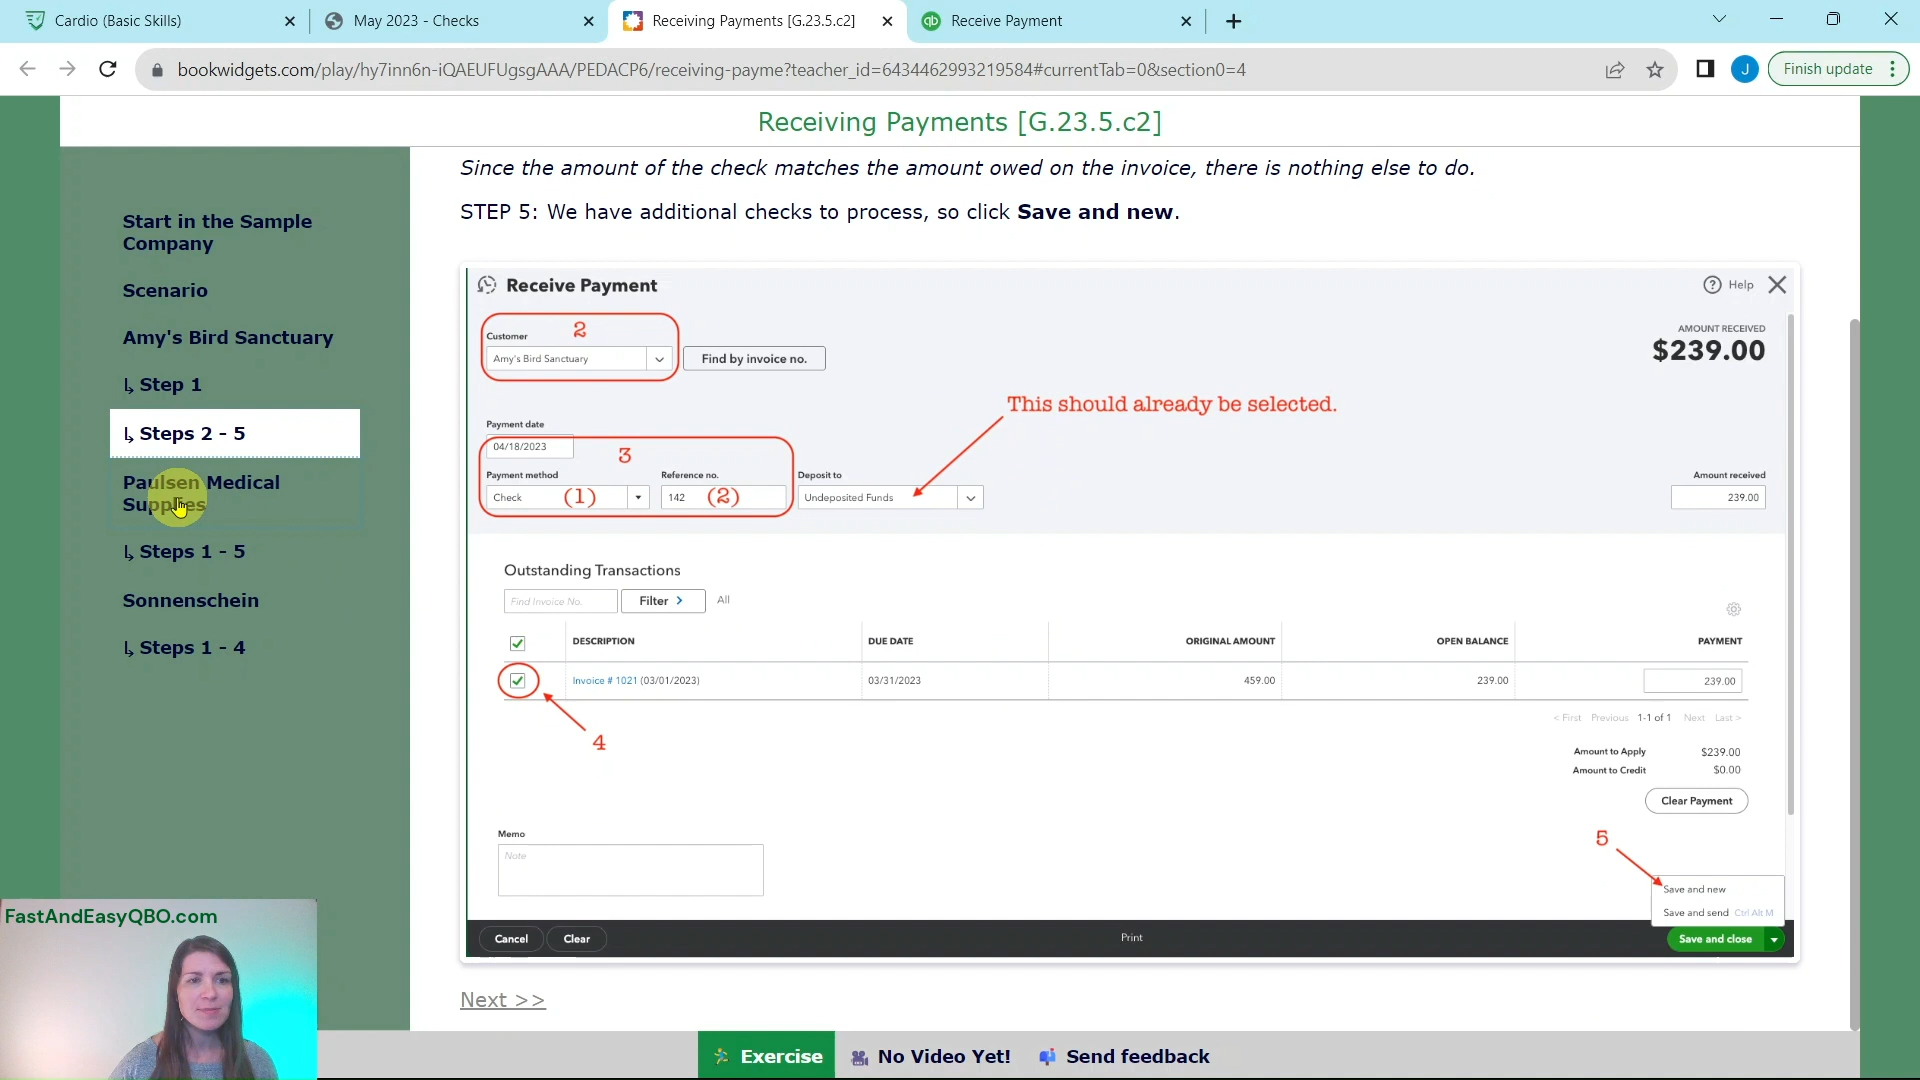 Cardio (Basic Skills)
May 2023 - Checks
Receiving Payments [G.23.5.c2]
Receive Payment
bookwidgets.com/play/hy7inn6n-iQAEUFUgsgAAA/PEDACP6/receiving-payme?teacher_id=6434462993219584#currentTab=0&section0=4
J
Finish update
Receiving Payments [G.23.5.c2]
Start in the Sample
Company
Scenario
Amy's Bird Sanctuary
↳ Step 1
↳ Steps 2 - 5
Paulsen Medical
Supplies
↳ Steps 1 - 5
Sonnenschein
↳ Steps 1 - 4
Since the amount of the check matches the amount owed on the invoice, there is nothing else to do.
STEP 5: We have additional checks to process, so click Save and new.
Receive Payment
Help
Customer
2
Amy's Bird Sanctuary
Find by invoice no.
AMOUNT RECEIVED
$239.00
This should already be selected.
Payment date
04/18/2023
3
Payment method
Reference no.
Deposit to
Amount received
Check
(1)
142
(2)
Undeposited Funds
239.00
Outstanding Transactions
Find Invoice No.
Filter >
All
DESCRIPTION
DUE DATE
ORIGINAL AMOUNT
OPEN BALANCE
PAYMENT
Invoice # 1021 (03/01/2023)
03/31/2023
459.00
239.00
239.00
4
< First Previous 1-1 of 1 Next Last >
Amount to Apply $239.00
Amount to Credit $0.00
Clear Payment
Memo
Note
5
Save and new
Save and send Ctrl Alt M
Cancel
Clear
Print
Save and close
Next >>
FastAndEasyQBO.com
Exercise
No Video Yet!
Send feedback